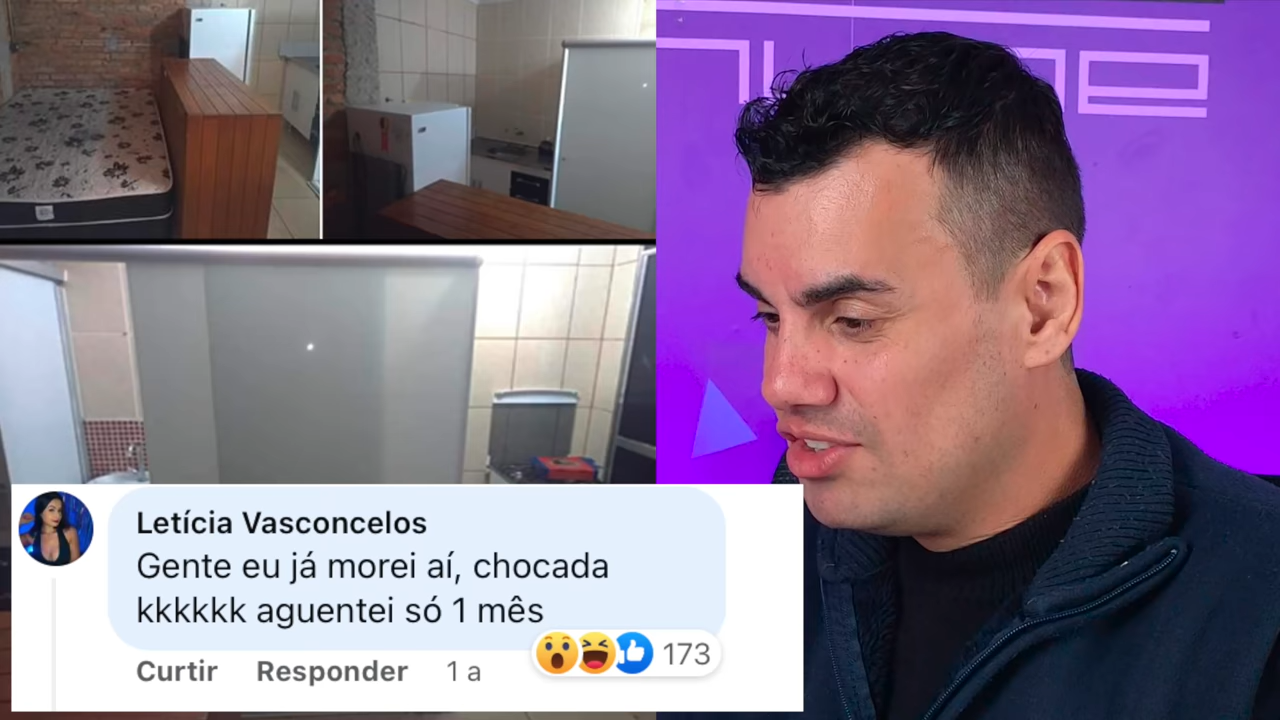 Letícia Vasconcelos
Gente eu já morei aí, chocada
kkkkkk aguentei só 1 mês
Curtir Responder 1 a
173